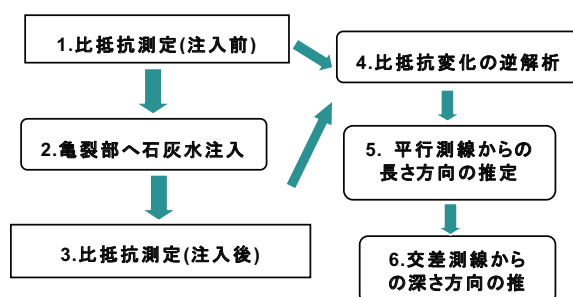 1.比抵抗測定(注入前)
2.亀裂部へ石灰水注入
3.比抵抗測定(注入後)
4.比抵抗変化の逆解析
5. 平行測線からの
長さ方向の推定
6.交差測線から
の深さ方向の推